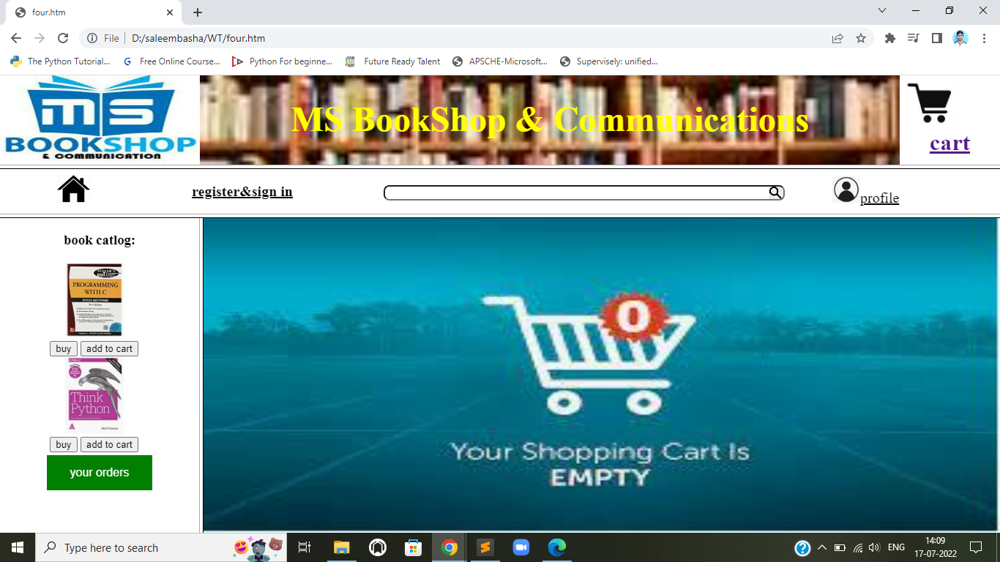 four.htm
File D:/saleembasha/WT/four.htm
The Python Tutorial... Free Online Course... Python For beginne... Future Ready Talent APSCHE-Microsoft... Supervisely: unified...
MS
BOOKSHOP
& COMMUNICATION
MS BookShop & Communications
cart
register&sign in
profile
book catlog:
PROGRAMMING
WITH C
buy add to cart
Think
Python
buy add to cart
your orders
0
Your Shopping Cart Is
EMPTY
Type here to search
ENG
14:09
17-07-2022